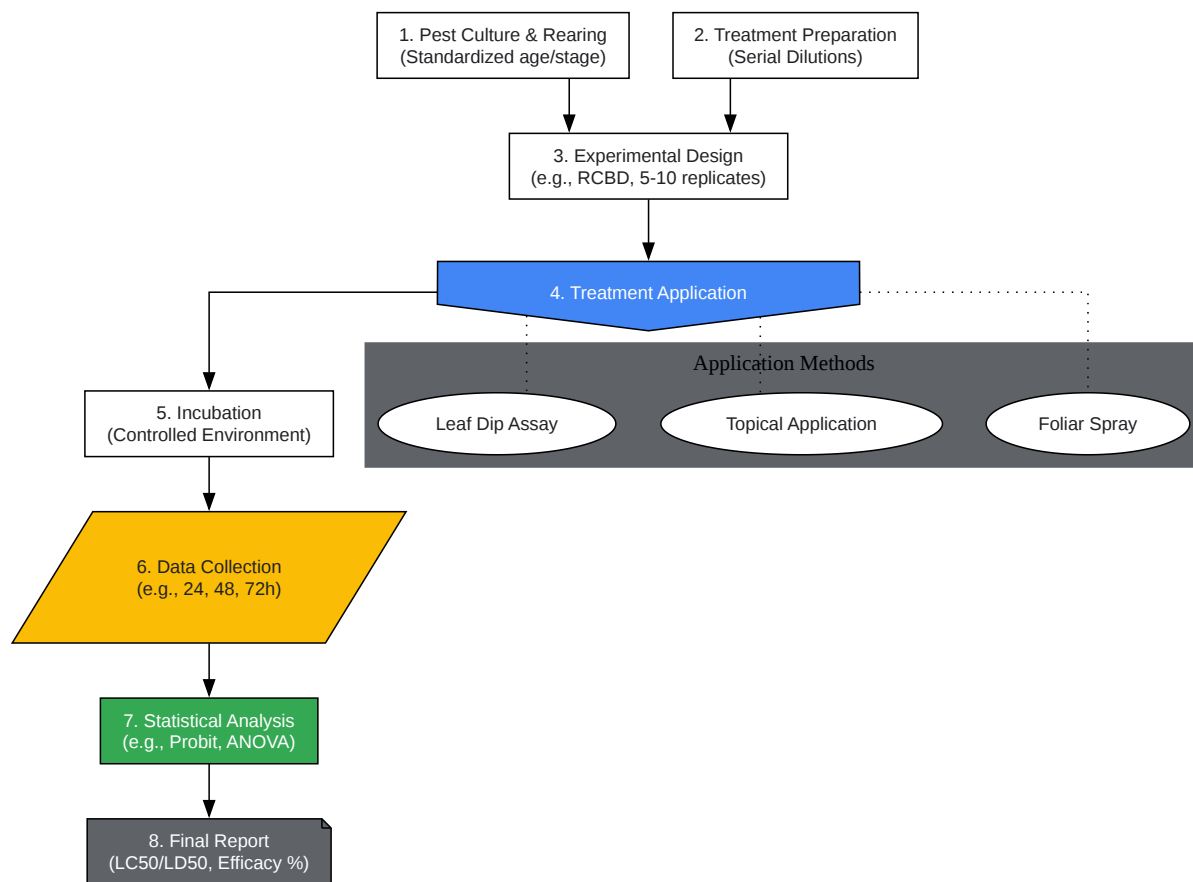 1. Pest Culture & Rearing
(Standardized age/stage)
2. Treatment Preparation
(Serial Dilutions)
3. Experimental Design
(e.g., RCBD, 5-10 replicates)
4. Treatment Application
Application Methods
Leaf Dip Assay
Topical Application
Foliar Spray
5. Incubation
(Controlled Environment)
6. Data Collection
(e.g., 24, 48, 72h)
7. Statistical Analysis
(e.g., Probit, ANOVA)
8. Final Report
(LC50/LD50, Efficacy %)